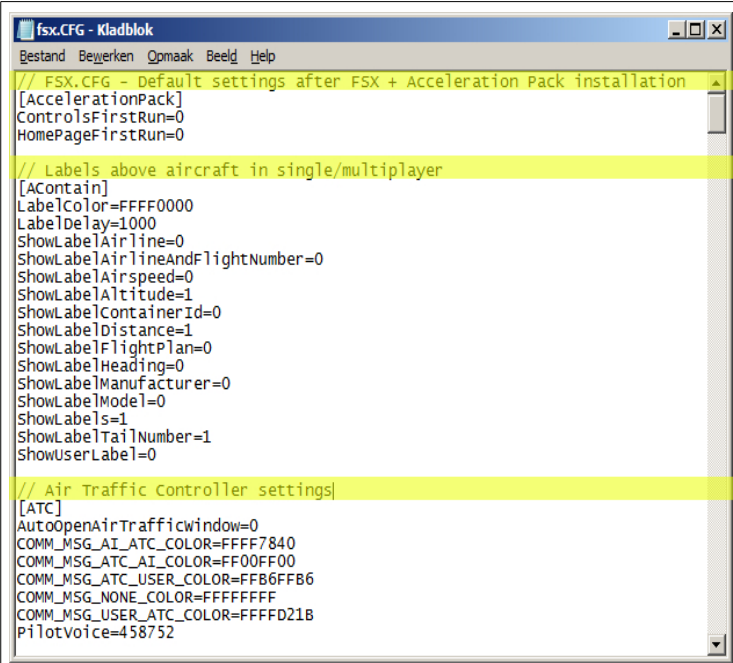 fsx.CFG - Kladblok
Bestand Bewerken Opmaak Beeld Help
// FSX.CFG - Default settings after FSX + Acceleration Pack installation
[AccelerationPack]
ControlsFirstRun=0
HomePageFirstRun=0
// Labels above aircraft in single/multiplayer
[AContain]
LabelColor=FFFF0000
LabelDelay=1000
ShowLabelAirline=0
ShowLabelAirlineAndFlightNumber=0
ShowLabelAirspeed=0
ShowLabelAltitude=1
ShowLabelContainerId=0
ShowLabelDistance=1
ShowLabelFlightPlan=0
ShowLabelHeading=0
ShowLabelManufacturer=0
ShowLabelModel=0
ShowLabels=1
ShowLabelTailNumber=1
ShowUserLabel=0
// Air Traffic Controller settings
[ATC]
AutoOpenAirTrafficWindow=0
COMM_MSG_AI_ATC_COLOR=FFFF7840
COMM_MSG_ATC_AI_COLOR=FF00FF00
COMM_MSG_ATC_USER_COLOR=FFB6FFB6
COMM_MSG_NONE_COLOR=FFFFFFFF
COMM_MSG_USER_ATC_COLOR=FFFFD21B
PilotVoice=458752